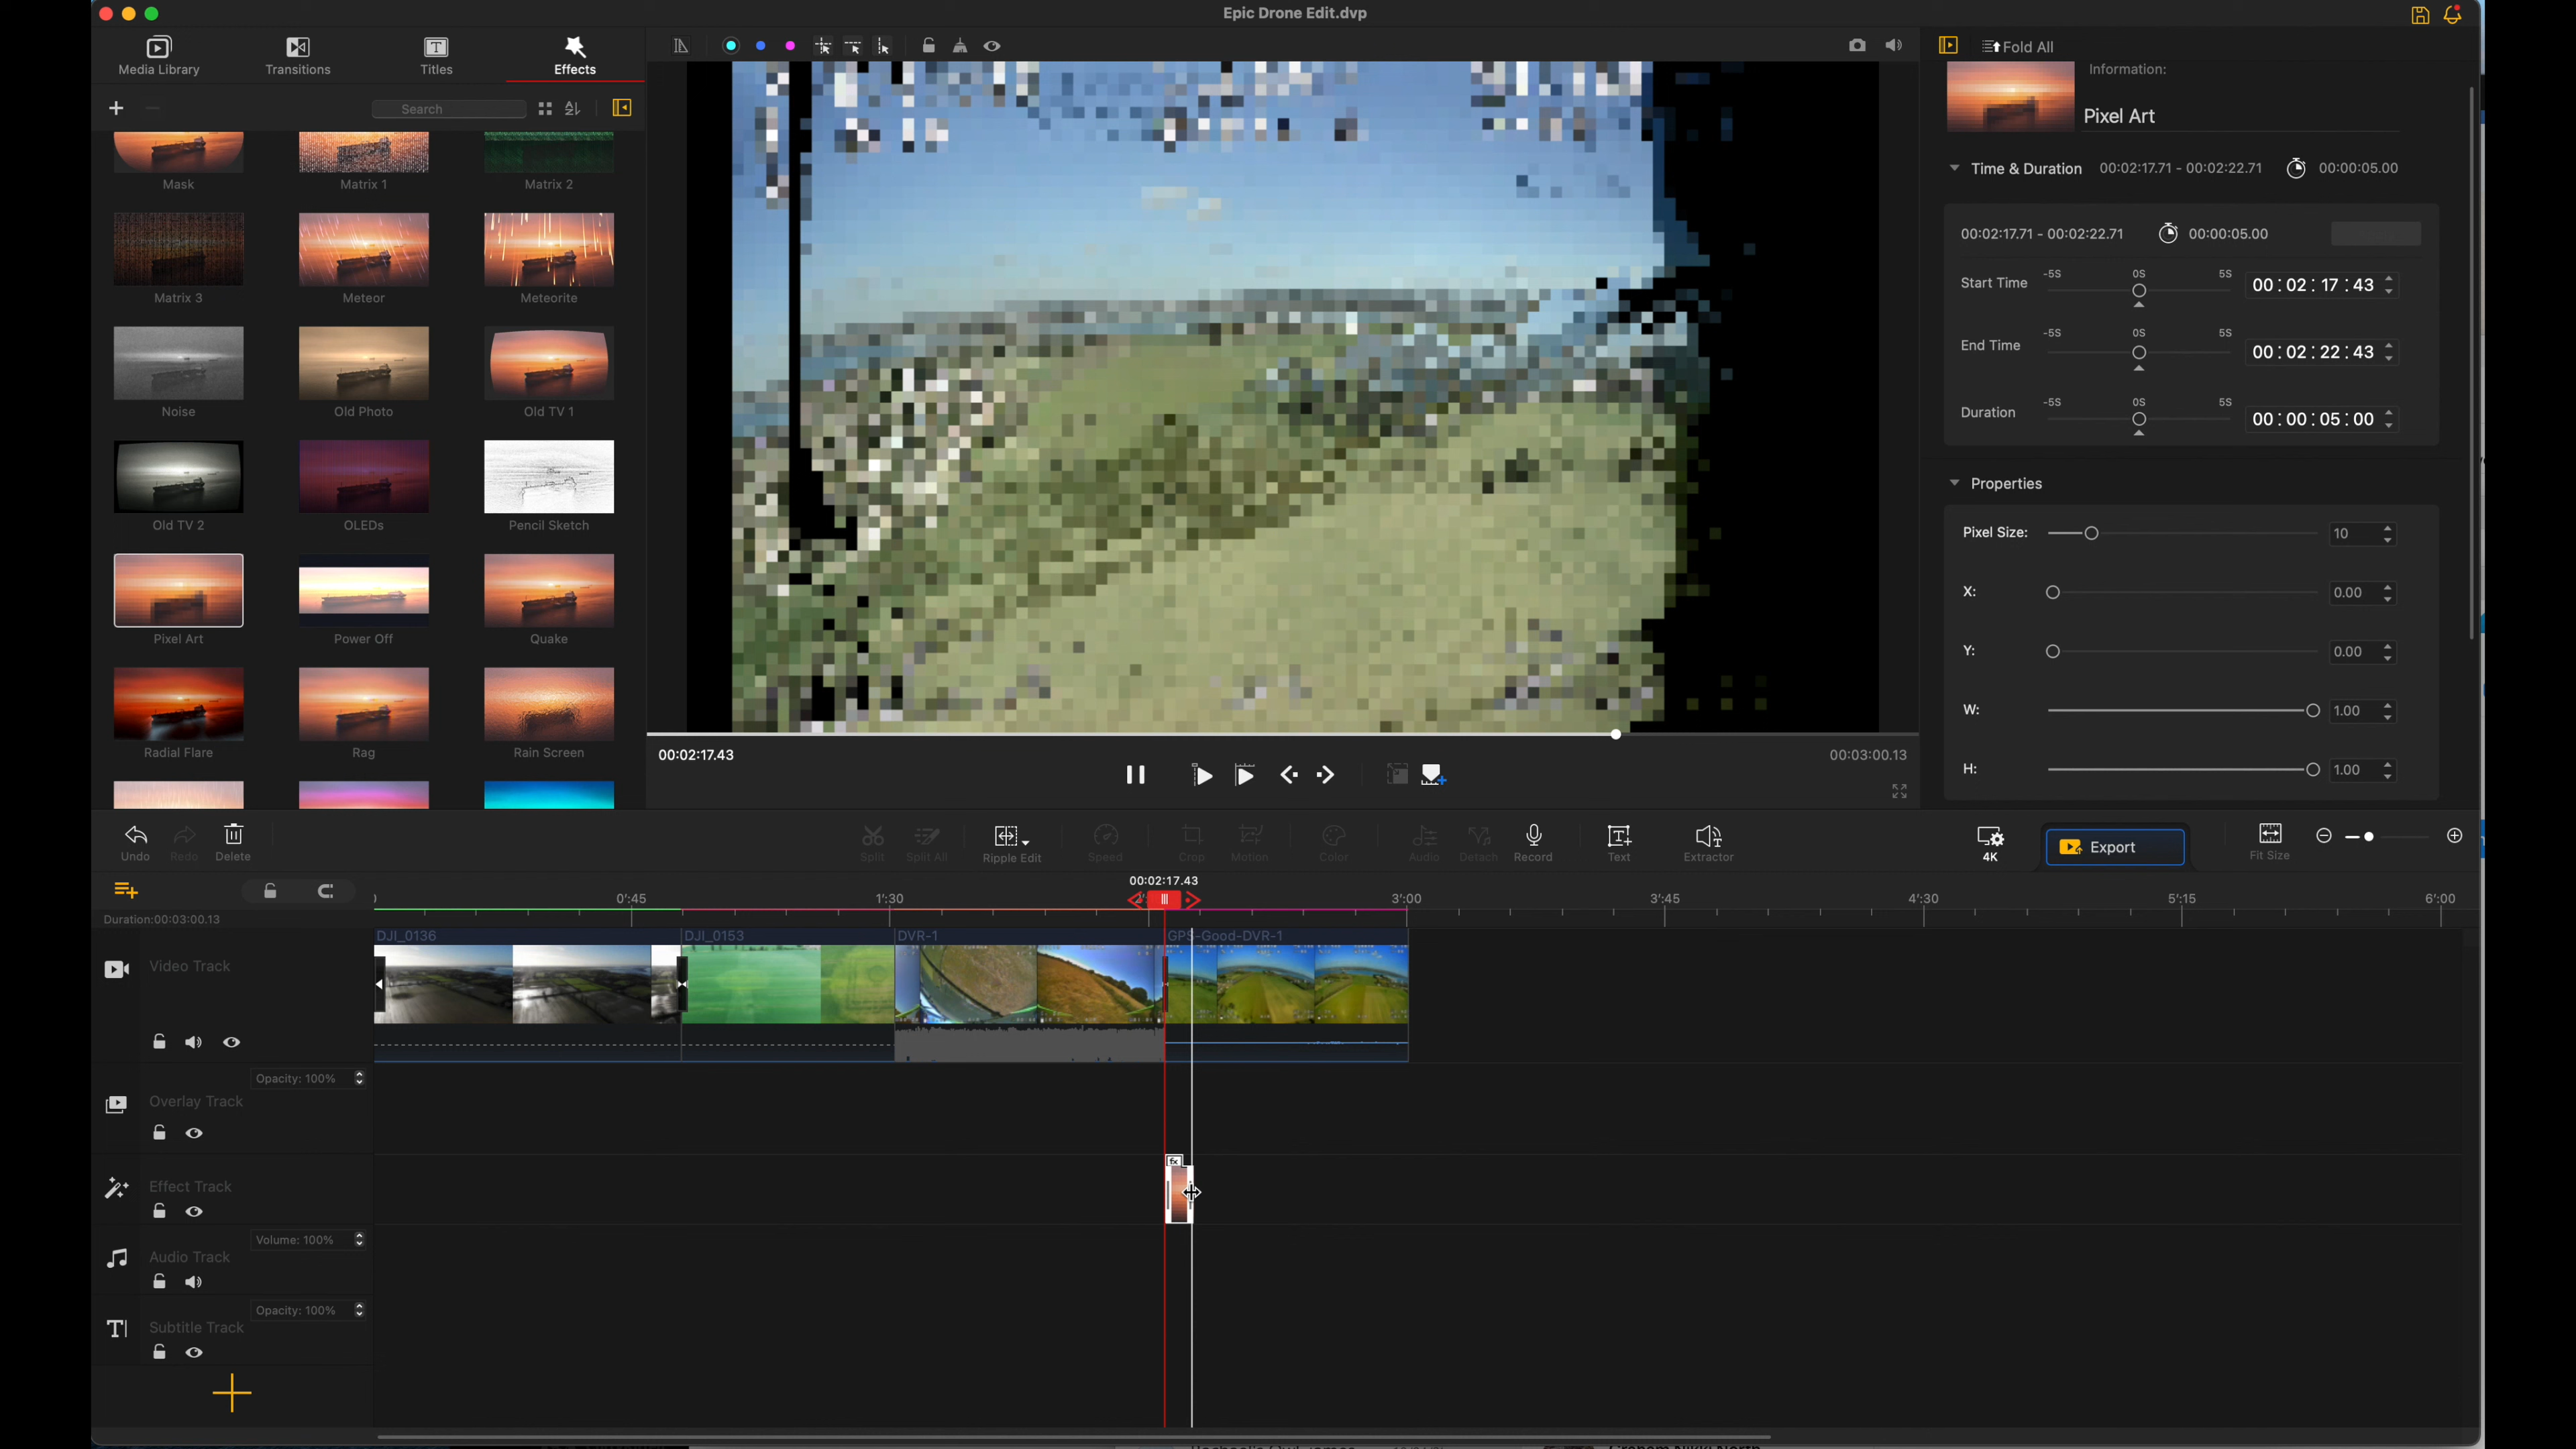 Epic Drone Edit.dvp
Media Library
Transitions
Titles
Effects
Fold All
Search
Information:
Pixel Art
Mask
Matrix 1
Matrix 2
Time & Duration 00:02:17.71 - 00:02:22.71 00:00:05.00
00:02:17.71 - 00:02:22.71 00:00:05.00
Matrix 3
Meteor
Meteorite
-5S 0S 5S
Start Time 00 : 02 : 17 : 43
-5S 0S 5S
End Time 00 : 02 : 22 : 43
Noise
Old Photo
Old TV 1
-5S 0S 5S
Duration 00 : 00 : 05 : 00
Old TV 2
OLEDs
Pencil Sketch
Properties
Pixel Size: 10
X: 0.00
Pixel Art
Power Off
Quake
Y: 0.00
W: 1.00
Radial Flare
Rag
Rain Screen
H: 1.00
00:02:17.43
00:03:00.13
Undo
Redo
Delete
Split
Split All
Ripple Edit
Speed
Crop
Motion
Color
Audio
Detach
Record
Text
Extractor
4K
Export
Fit Size
00:02:17.43
0':45
1':30
3':00
3':45
4':30
5':15
6':00
Duration:00:03:00.13
DJI_0136
DJI_0153
DVR-1
GPS-Good-DVR-1
Video Track
Opacity: 100%
Overlay Track
fx
Effect Track
Volume: 100%
Audio Track
Opacity: 100%
Subtitle Track